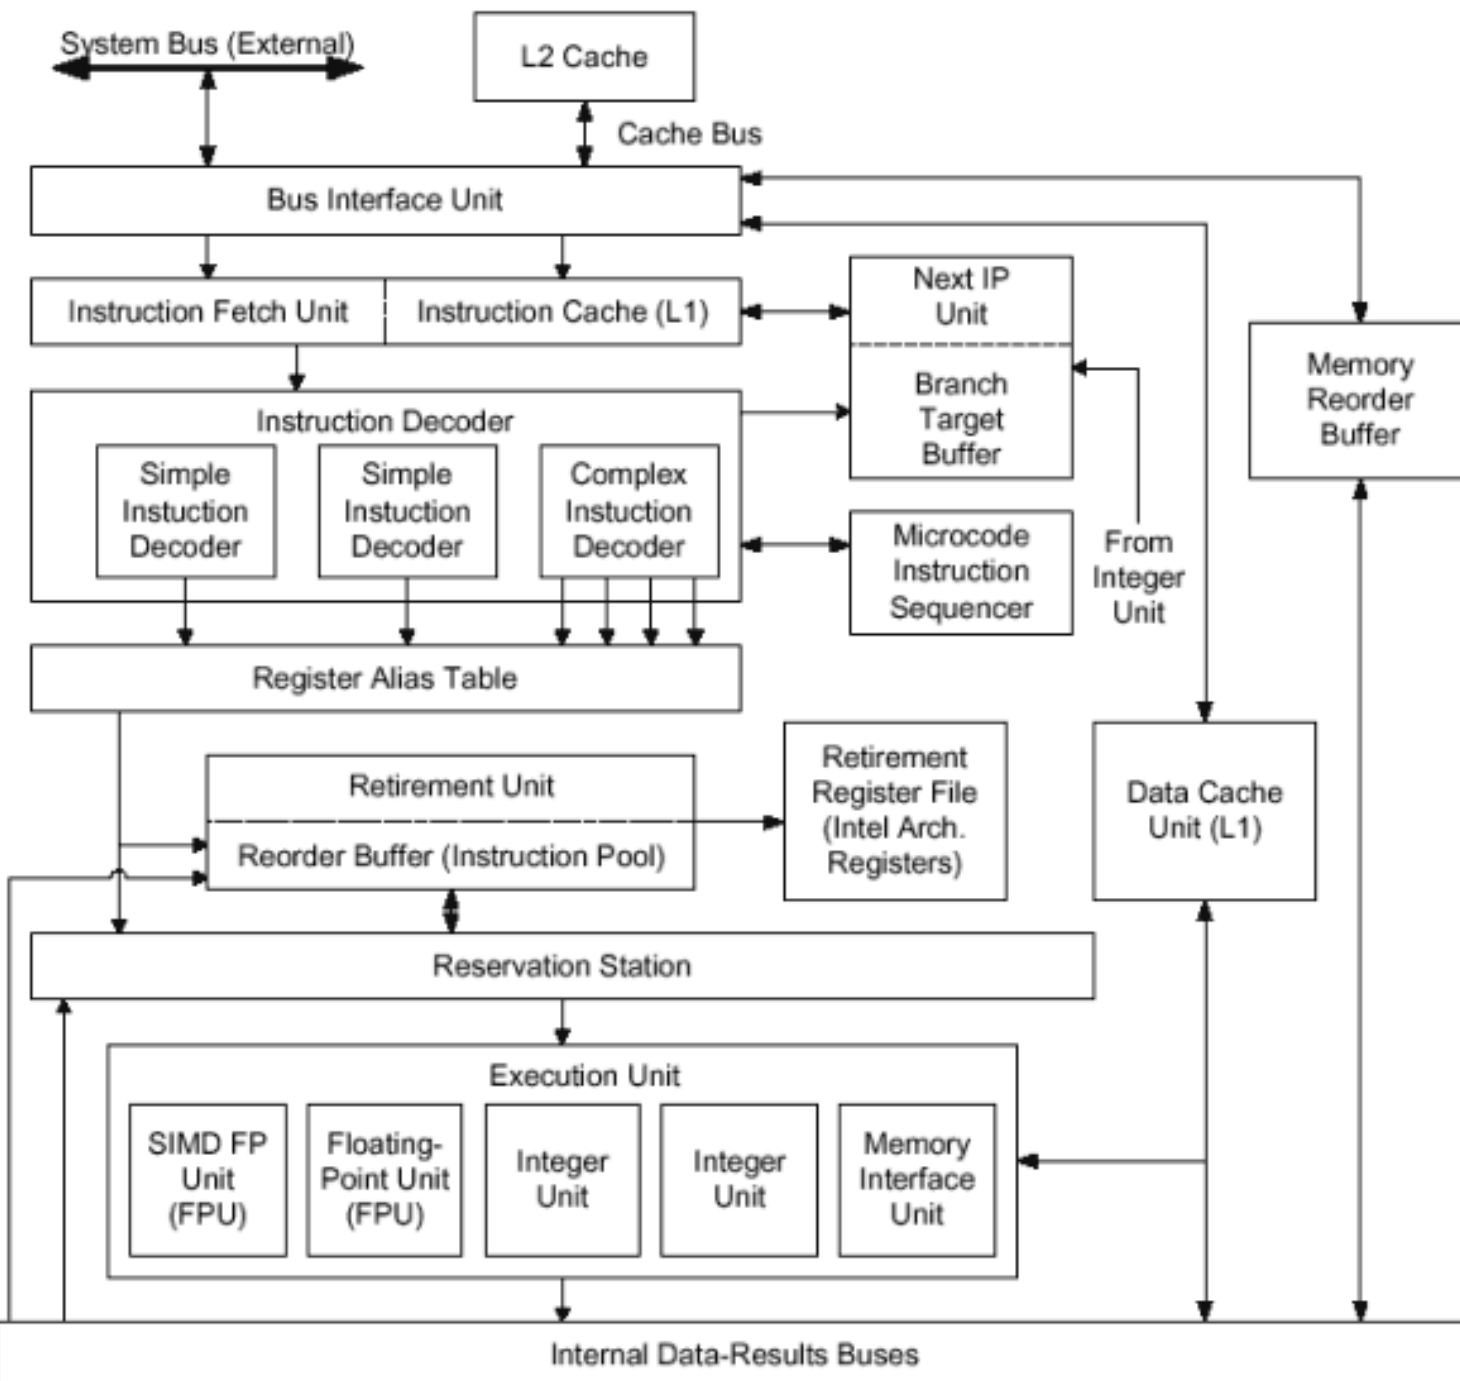 System Bus (External)
L2 Cache
Cache Bus
Bus Interface Unit
Instruction Fetch Unit
Instruction Cache (L1)
Next IP
Unit
Branch
Target
Buffer
Memory
Reorder
Buffer
Instruction Decoder
Simple
Instuction
Decoder
Simple
Instuction
Decoder
Complex
Instuction
Decoder
Microcode
Instruction
Sequencer
From
Integer
Unit
Register Alias Table
Retirement Unit
Reorder Buffer (Instruction Pool)
Retirement
Register File
(Intel Arch.
Registers)
Data Cache
Unit (L1)
Reservation Station
Execution Unit
SIMD FP
Unit
(FPU)
Floating-
Point Unit
(FPU)
Integer
Unit
Integer
Unit
Memory
Interface
Unit
Internal Data-Results Buses